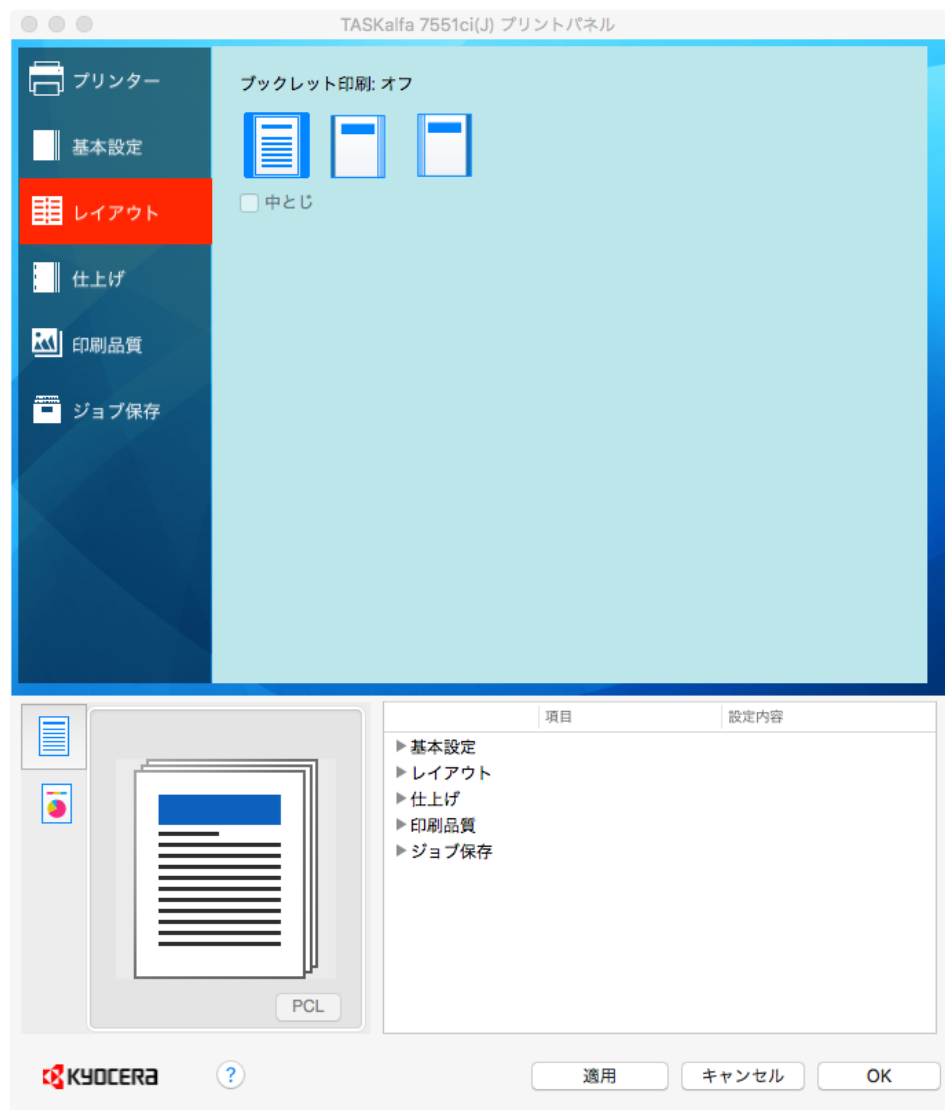 TASKalfa 7551ci(J) プリントパネル
プリンター
基本設定
レイアウト
仕上げ
印刷品質
ジョブ保存
ブックレット印刷: オフ
中とじ
項目 設定内容
基本設定
レイアウト
仕上げ
印刷品質
ジョブ保存
PCL
KYOCERA
?
適用 キャンセル OK